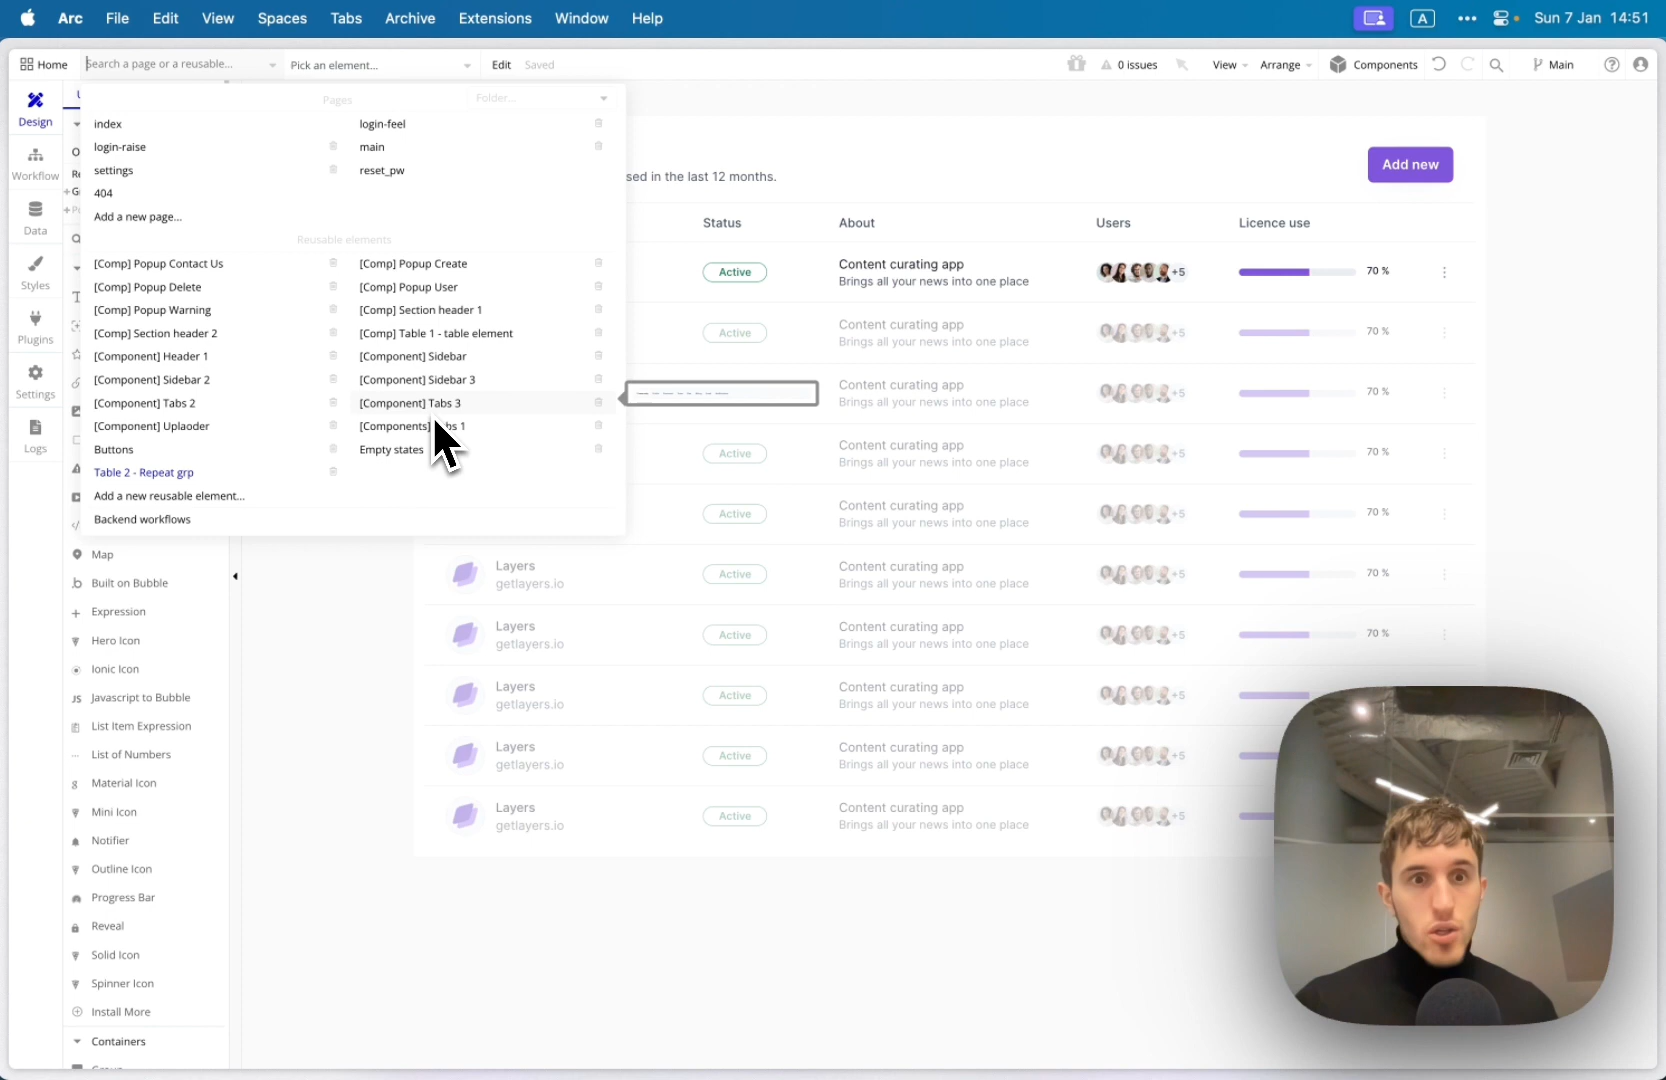 Arc File Edit View Spaces Tabs Archive Extensions Window Help A Sun 7 Jan 14:51
Home Search a page or a reusable... Pick an element... Edit Saved 0 issues View Arrange Components Main
Design
Workflow
Data
Styles
Plugins
Settings
Logs
Pages Folder...
index login-feel
login-raise main
settings reset_pw
404
Add a new page...
Reusable elements
[Comp] Popup Contact Us [Comp] Popup Create
[Comp] Popup Delete [Comp] Popup User
[Comp] Popup Warning [Comp] Section header 1
[Comp] Section header 2 [Comp] Table 1 - table element
[Component] Header 1 [Component] Sidebar
[Component] Sidebar 2 [Component] Sidebar 3
[Component] Tabs 2 [Component] Tabs 3
[Component] Uplaoder [Components] bs 1
Buttons Empty states
Table 2 - Repeat grp
Add a new reusable element...
Backend workflows
Map
Built on Bubble
Expression
Hero Icon
Ionic Icon
JS Javascript to Bubble
List Item Expression
List of Numbers
Material Icon
Mini Icon
Notifier
Outline Icon
Progress Bar
Reveal
Solid Icon
Spinner Icon
Install More
Containers
sed in the last 12 months.
Add new
Status About Users Licence use
Active Content curating app +5 70 %
Brings all your news into one place
Active Content curating app +5 70 %
Brings all your news into one place
Active Content curating app +5 70 %
Brings all your news into one place
Active Content curating app +5 70 %
Brings all your news into one place
Active Content curating app +5 70 %
Brings all your news into one place
Layers Active Content curating app +5 70 %
getlayers.io Brings all your news into one place
Layers Active Content curating app +5 70 %
getlayers.io Brings all your news into one place
Layers Active Content curating app +5
getlayers.io Brings all your news into one place
Layers Active Content curating app +5
getlayers.io Brings all your news into one place
Layers Active Content curating app +5
getlayers.io Brings all your news into one place